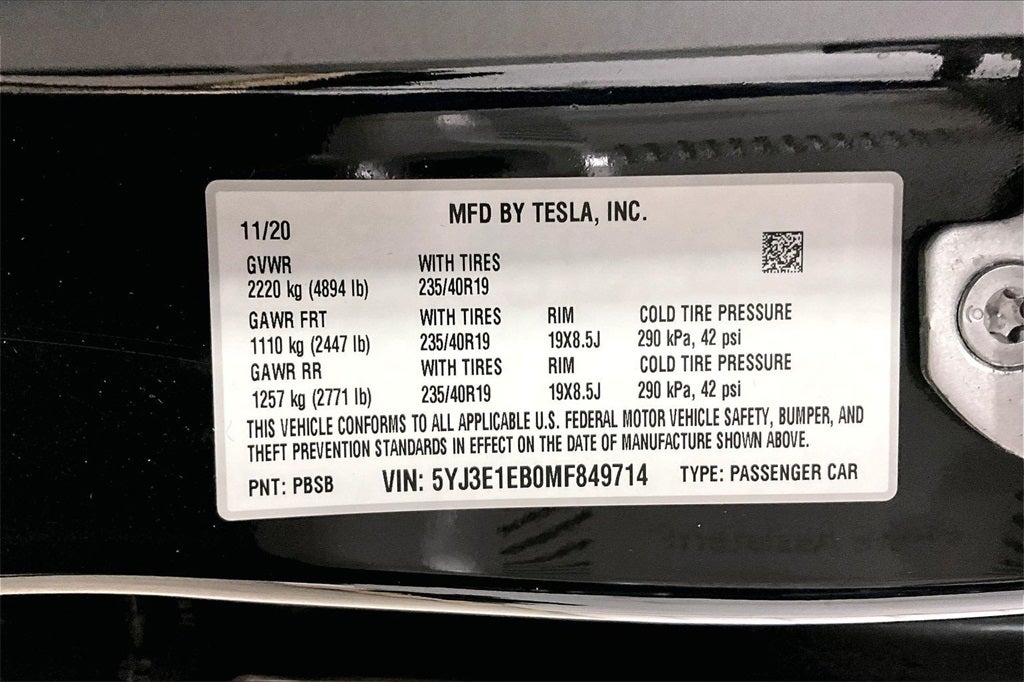 MFD BY TESLA, INC.
11/20
GVWR WITH TIRES
2220 kg (4894 lb) 235/40R19
GAWR FRT WITH TIRES RIM COLD TIRE PRESSURE
1110 kg (2447 lb) 235/40R19 19X8.5J 290 kPa, 42 psi
GAWR RR WITH TIRES RIM COLD TIRE PRESSURE
1257 kg (2771 lb) 235/40R19 19X8.5J 290 kPa, 42 psi
THIS VEHICLE CONFORMS TO ALL APPLICABLE U.S. FEDERAL MOTOR VEHICLE SAFETY, BUMPER, AND
THEFT PREVENTION STANDARDS IN EFFECT ON THE DATE OF MANUFACTURE SHOWN ABOVE.
PNT: PBSB VIN: 5YJ3E1EB0MF849714 TYPE: PASSENGER CAR